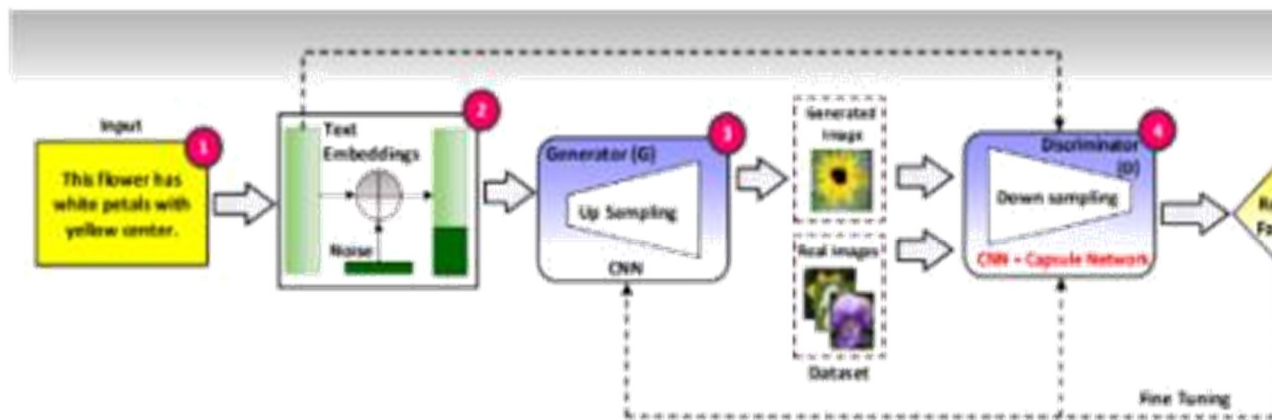 Input
1
This flower has
white petals with
yellow center.
2
Text
Embeddings
Noise
3
Generator (G)
Up Sampling
CNN
Generated
Image
Real Images
Dataset
4
Discriminator
(D)
Down sampling
CNN + Capsule Network
Fine Tuning